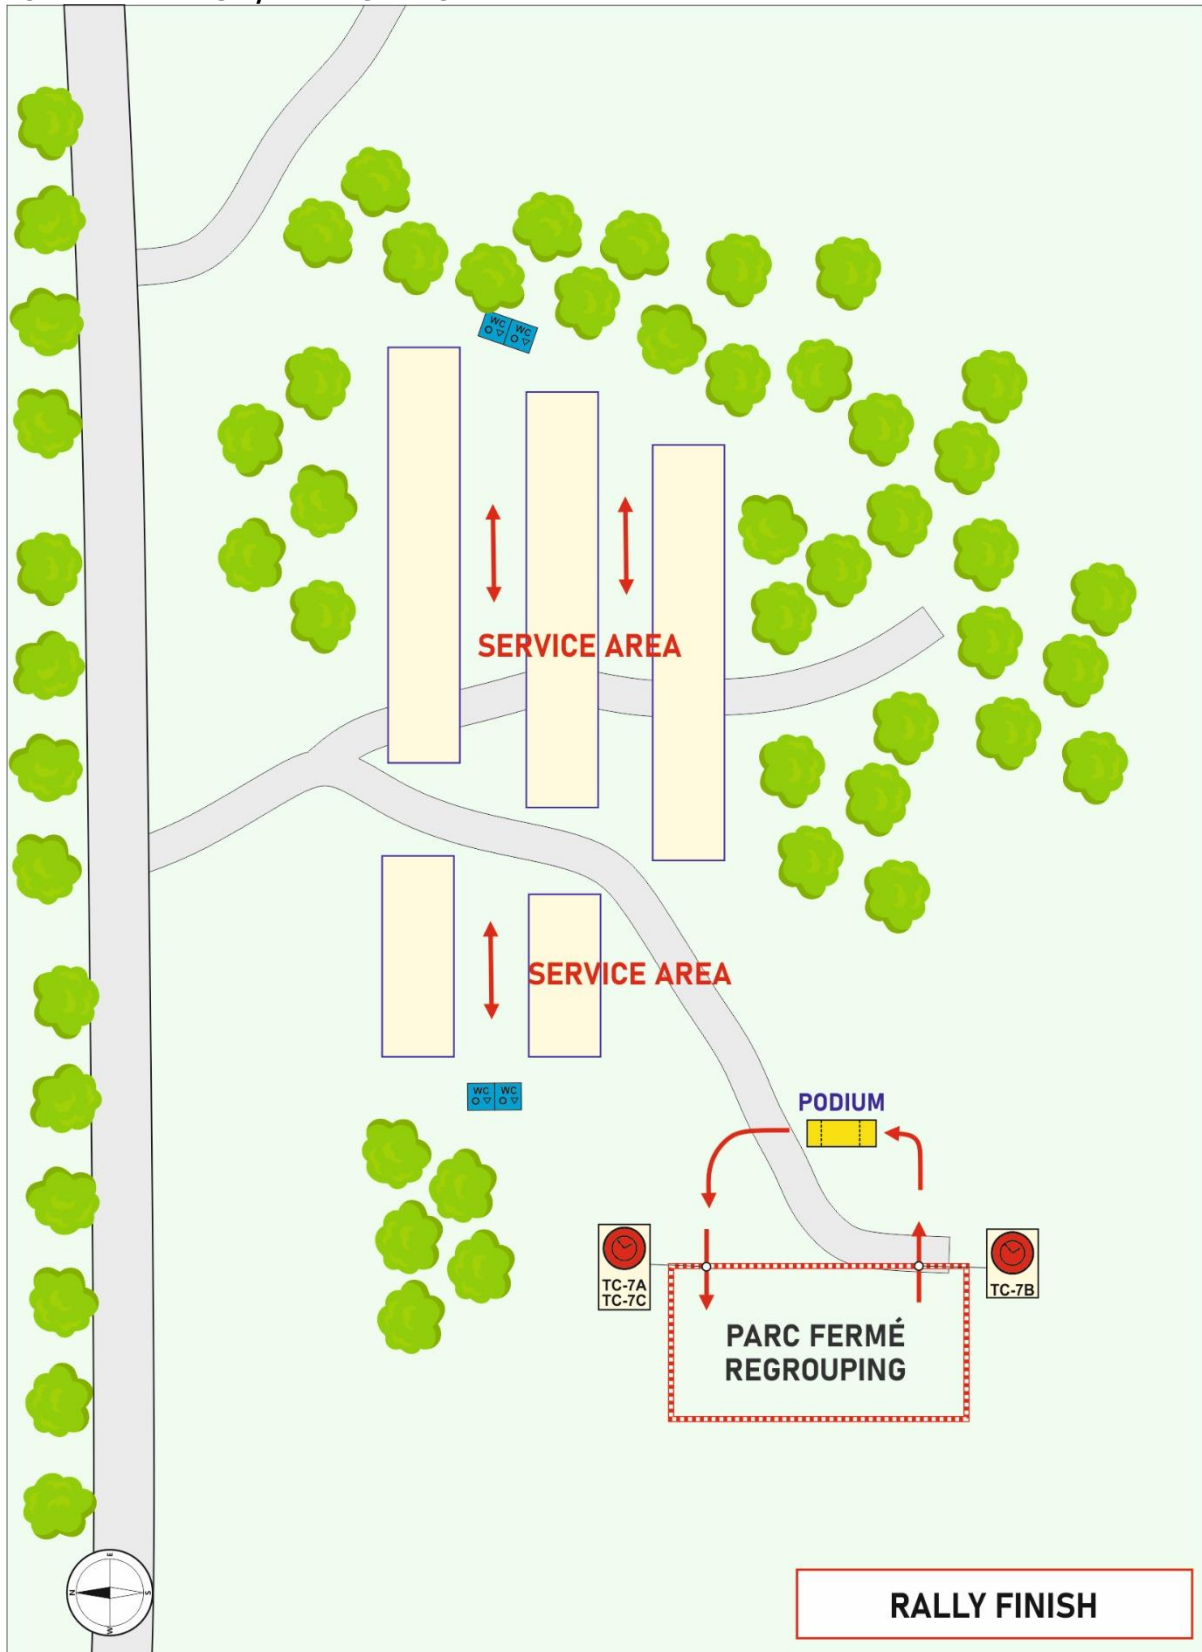 WC WC
SERVICE AREA
SERVICE AREA
WC WC
PODIUM
TC-7A
TC-7C
TC-7B
PARC FERMÉ
REGROUPING
E
N S
W
RALLY FINISH